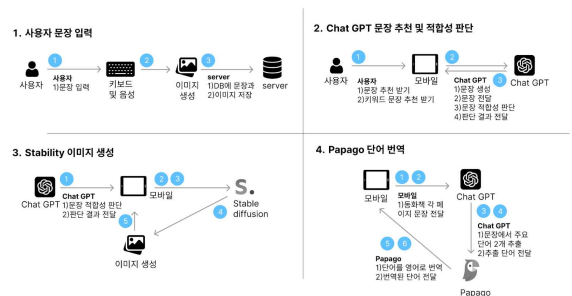 1. 사용자 문장 입력
1
2
3
사용자
1)문장 입력
server
1)DB에 문장과
2)이미지 저장
사용자
키보드
및 음성
이미지
생성
server
2. Chat GPT 문장 추천 및 적합성 판단
1
2
3
사용자
1)문장 추천 받기
2)키워드 문장 추천 받기
Chat GPT
1)문장 생성
2)문장 전달
3)문장 적합성 판단
4)판단 결과 전달
사용자
모바일
Chat GPT
3. Stability 이미지 생성
1
2
3
4
5
Chat GPT
1)문장 적합성 판단
2)판단 결과 전달
Chat GPT
모바일
S.
Stable
diffusion
이미지 생성
4. Papago 단어 번역
1
2
모바일
1)동화책 각 페
이지 문장 전달
모바일
Chat GPT
3
4
Chat GPT
1)문장에서 주요
단어 2개 추출
2)추출 단어 전달
5
6
Papago
1)단어를 영어로 번역
2)번역된 단어 전달
Papago